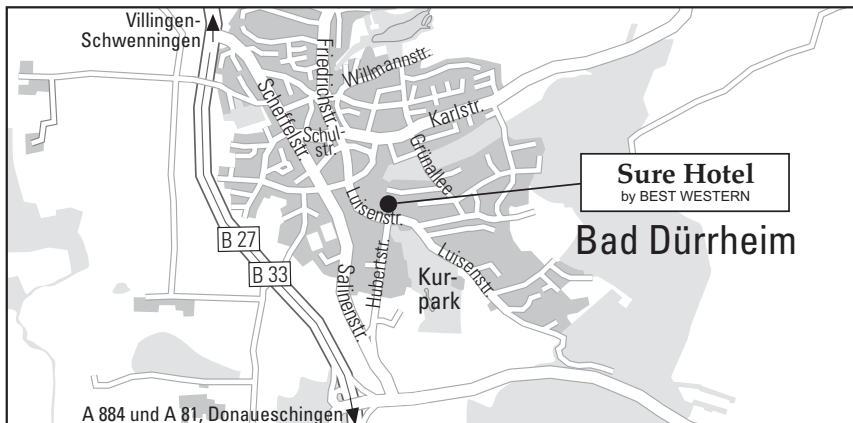 Villingen-
Schwenningen
Friedrichstr.
Willmannstr.
Scheffelstr.
Karlstr.
Schul-
str.
Grünallee
Sure Hotel
by BEST WESTERN
Luisenstr.
Bad Dürrheim
B 27
B 33
Salinenstr.
Hubertstr.
Kur-
park
Luisenstr.
A 884 und A 81, Donaueschingen